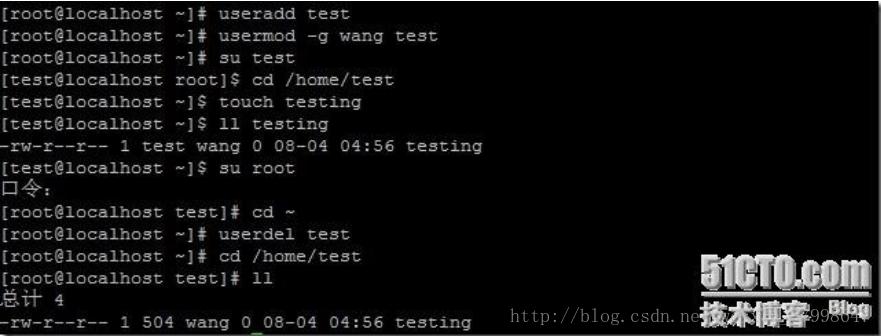 [root@localhost ~]# useradd test
[root@localhost ~]# usermod -g wang test
[root@localhost ~]# su test
[test@localhost root]$ cd /home/test
[test@localhost ~]$ touch testing
[test@localhost ~]$ ll testing
-rw-r--r-- 1 test wang 0 08-04 04:56 testing
[test@localhost ~]$ su root
口令：
[root@localhost test]# cd ~
[root@localhost ~]# userdel test
[root@localhost ~]# cd /home/test
[root@localhost test]# ll
总计 4
-rw-r--r-- 1 504 wang 0 08-04 04:56 testing
51CTO.com
技术博客 Blog
http://blog.csdn.ne